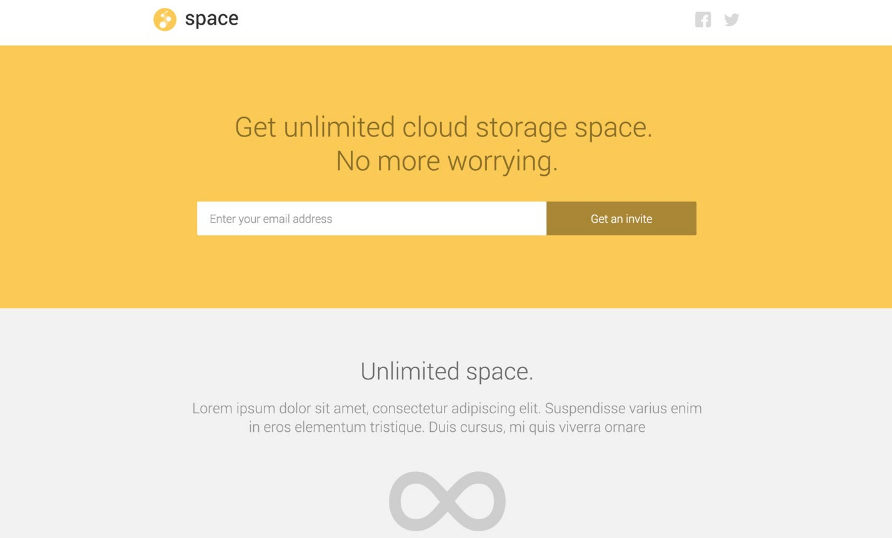 space
Get unlimited cloud storage space.
No more worrying.
Enter your email address
Get an invite
Unlimited space.
Lorem ipsum dolor sit amet, consectetur adipiscing elit. Suspendisse varius enim
in eros elementum tristique. Duis cursus, mi quis viverra ornare